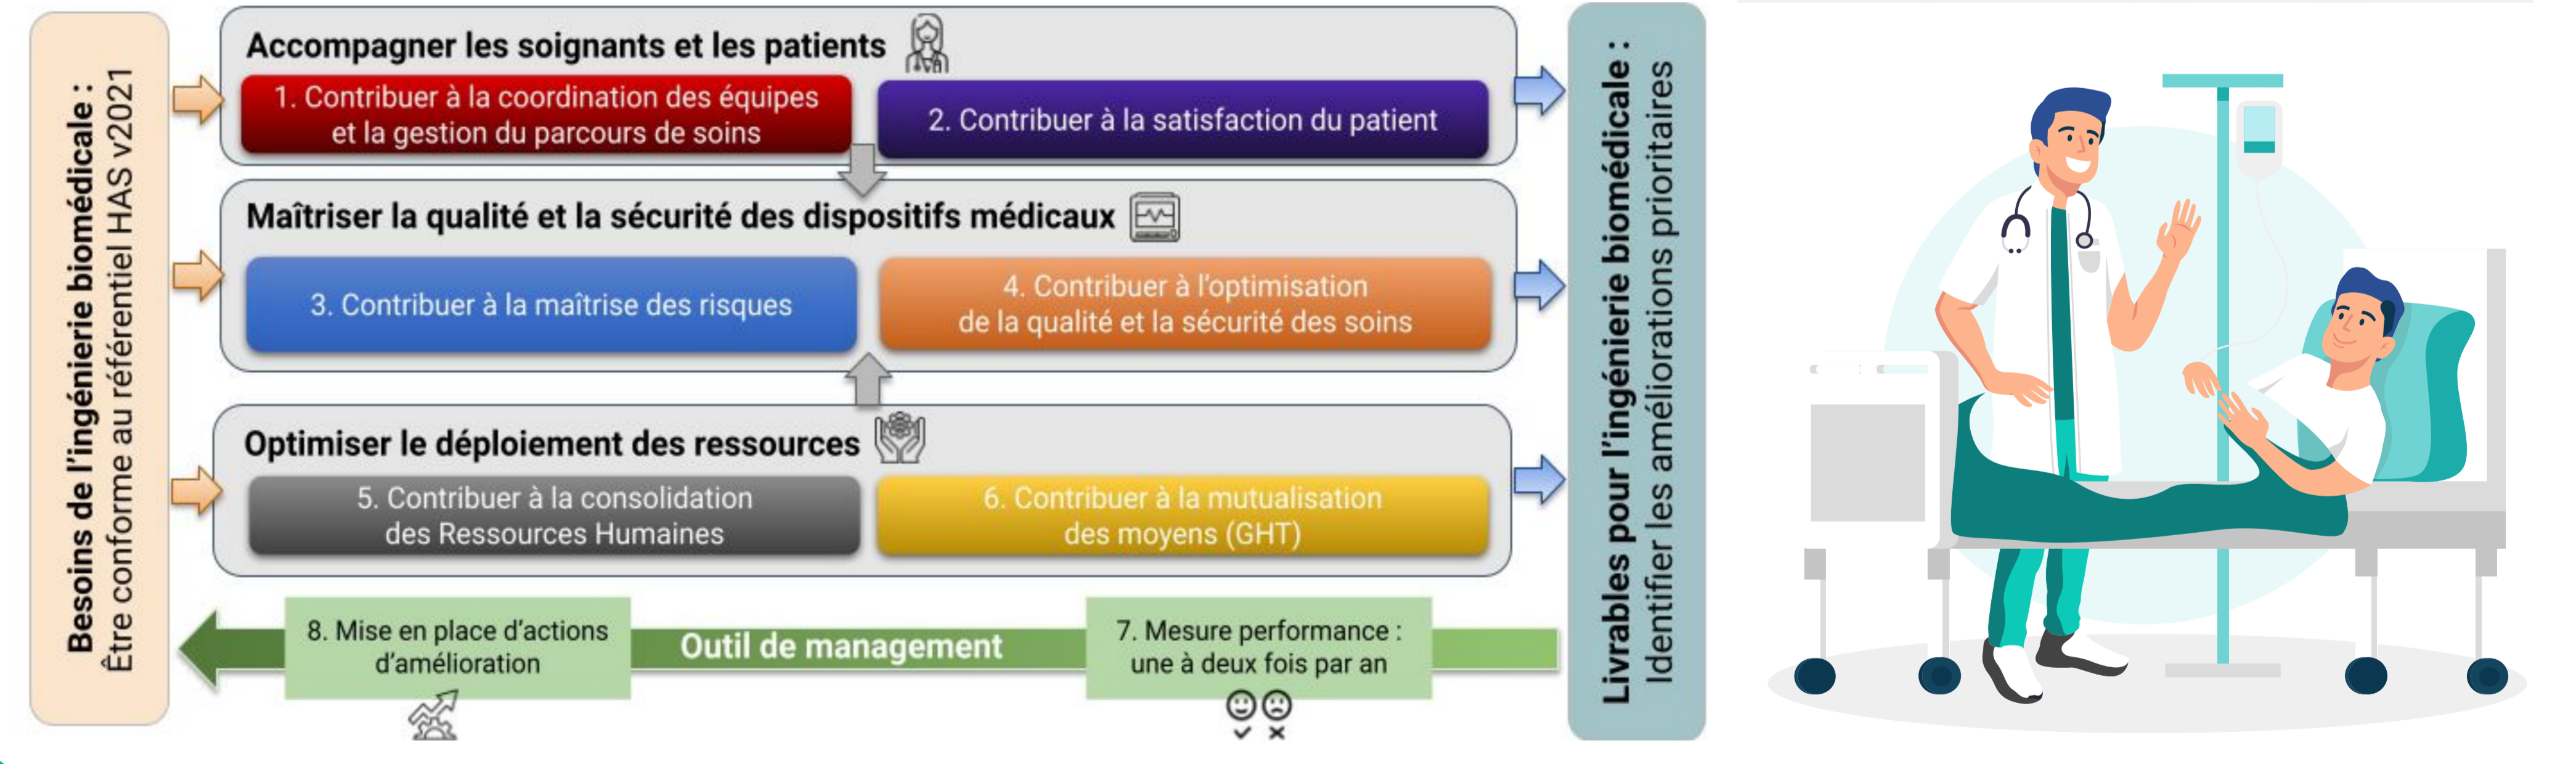 Besoins de l'ingénierie biomédicale :
Être conforme au référentiel HAS v2021
Accompagner les soignants et les patients
1. Contribuer à la coordination des équipes
et la gestion du parcours de soins
2. Contribuer à la satisfaction du patient
Maîtriser la qualité et la sécurité des dispositifs médicaux
3. Contribuer à la maîtrise des risques
4. Contribuer à l'optimisation
de la qualité et la sécurité des soins
Optimiser le déploiement des ressources
5. Contribuer à la consolidation
des Ressources Humaines
6. Contribuer à la mutualisation
des moyens (GHT)
8. Mise en place d'actions
d'amélioration
Outil de management
7. Mesure performance :
une à deux fois par an
Livrables pour l'ingénierie biomédicale :
Identifier les améliorations prioritaires